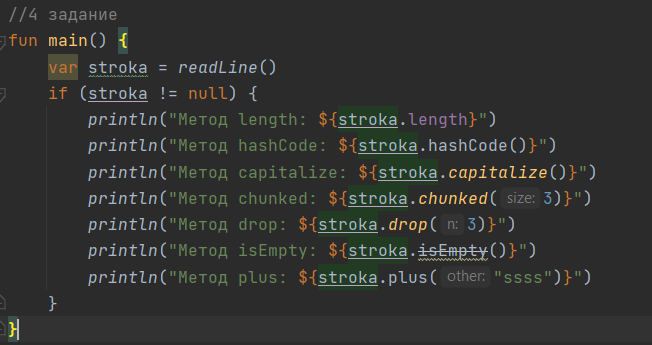 //4 задание
fun main() {
    var stroka = readLine()
    if (stroka != null) {
        println("Метод length: ${stroka.length}")
        println("Метод hashCode: ${stroka.hashCode()}")
        println("Метод capitalize: ${stroka.capitalize()}")
        println("Метод chunked: ${stroka.chunked( size: 3)}")
        println("Метод drop: ${stroka.drop( n: 3)}")
        println("Метод isEmpty: ${stroka.isEmpty()}")
        println("Метод plus: ${stroka.plus( other: "ssss")}")
    }
}